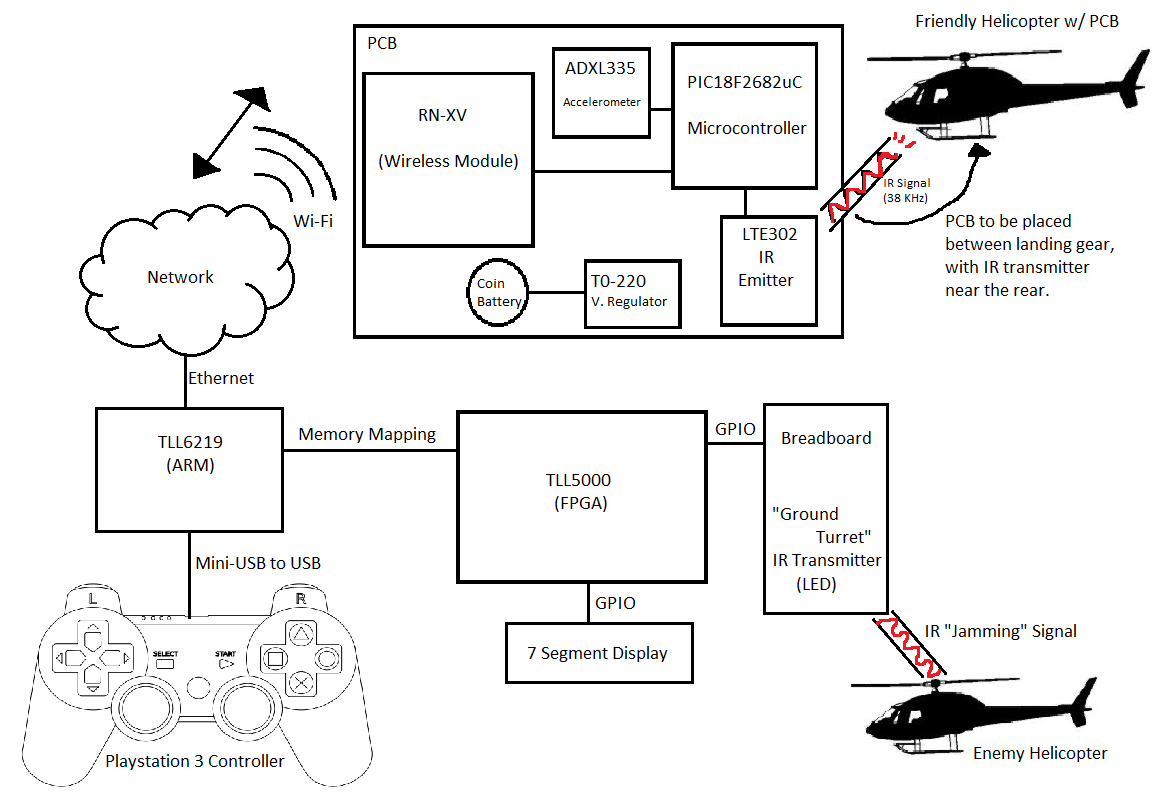 Friendly Helicopter w/ PCB
PCB
ADXL335
Accelerometer
PIC18F2682uC
Microcontroller
RN-XV
(Wireless Module)
IR Signal
(38 KHz)
Wi-Fi
PCB to be placed
between landing gear,
with IR transmitter
near the rear.
LTE302
IR
Emitter
Network
Coin
Battery
T0-220
V. Regulator
Ethernet
TLL6219
(ARM)
Memory Mapping
TLL5000
(FPGA)
GPIO
Breadboard
"Ground
Turret"
IR Transmitter
(LED)
Mini-USB to USB
GPIO
7 Segment Display
IR "Jamming" Signal
L
R
SELECT
START
Playstation 3 Controller
Enemy Helicopter